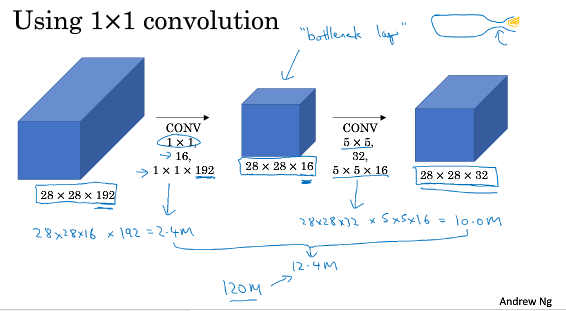 Using 1×1 convolution
"bottleneck layer"
CONV
1 × 1,
→ 16,
→ 1 × 1 × 192
CONV
5 × 5,
32,
5 × 5 × 16
28 × 28 × 192
28 × 28 × 16
28 × 28 × 32
28×28×16 × 192 = 2.4M
28×28×32 × 5×5×16 = 10.0M
12.4M
120M
Andrew Ng